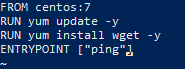 FROM centos:7
RUN yum update -y
RUN yum install wget -y
ENTRYPOINT ["ping"]
~